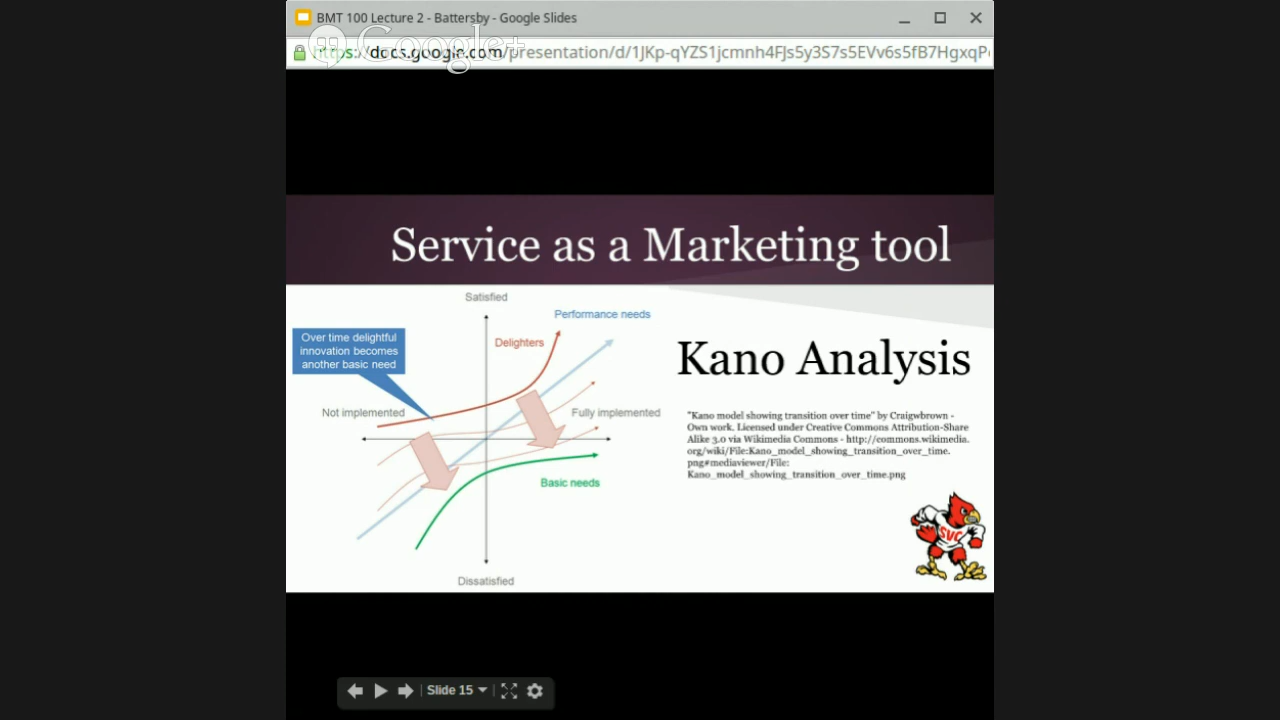 BMT 100 Lecture 2 - Battersby - Google Slides
Google+
https://docs.google.com/presentation/d/1JKp-qYZS1jcmnh4FJs5y3S7s5EVv6s5fB7HgxqP
Service as a Marketing tool
Satisfied
Performance needs
Over time delightful
innovation becomes
another basic need
Delighters
Kano Analysis
Not implemented
Fully implemented
"Kano model showing transition over time" by Craigwbrown -
Own work. Licensed under Creative Commons Attribution-Share
Alike 3.0 via Wikimedia Commons - http://commons.wikimedia.
org/wiki/File:Kano_model_showing_transition_over_time.
png#mediaviewer/File:
Kano_model_showing_transition_over_time.png
Basic needs
SVC
Dissatisfied
Slide 15